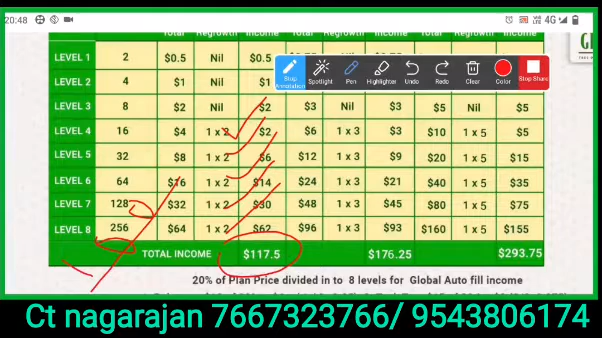 20:48 4G
Total Regrowth Income Total Regrowth Income Total Regrowth Income
LEVEL 1 2 $0.5 Nil $0.5
LEVEL 2 4 $1 Nil $1
Stop Annotation Spotlight Pen Highlighter Undo Redo Clear Color Stop Share
LEVEL 3 8 $2 Nil $2 $3 Nil $3 $5 Nil $5
LEVEL 4 16 $4 1 x 2 $2 $6 1 x 3 $3 $10 1 x 5 $5
LEVEL 5 32 $8 1 x 2 $6 $12 1 x 3 $9 $20 1 x 5 $15
LEVEL 6 64 $16 1 x 2 $14 $24 1 x 3 $21 $40 1 x 5 $35
LEVEL 7 128 $32 1 x 2 $30 $48 1 x 3 $45 $80 1 x 5 $75
LEVEL 8 256 $64 1 x 2 $62 $96 1 x 3 $93 $160 1 x 5 $155
TOTAL INCOME $117.5 $176.25 $293.75
20% of Plan Price divided in to 8 levels for Global Auto fill income
Ct nagarajan 7667323766/ 9543806174